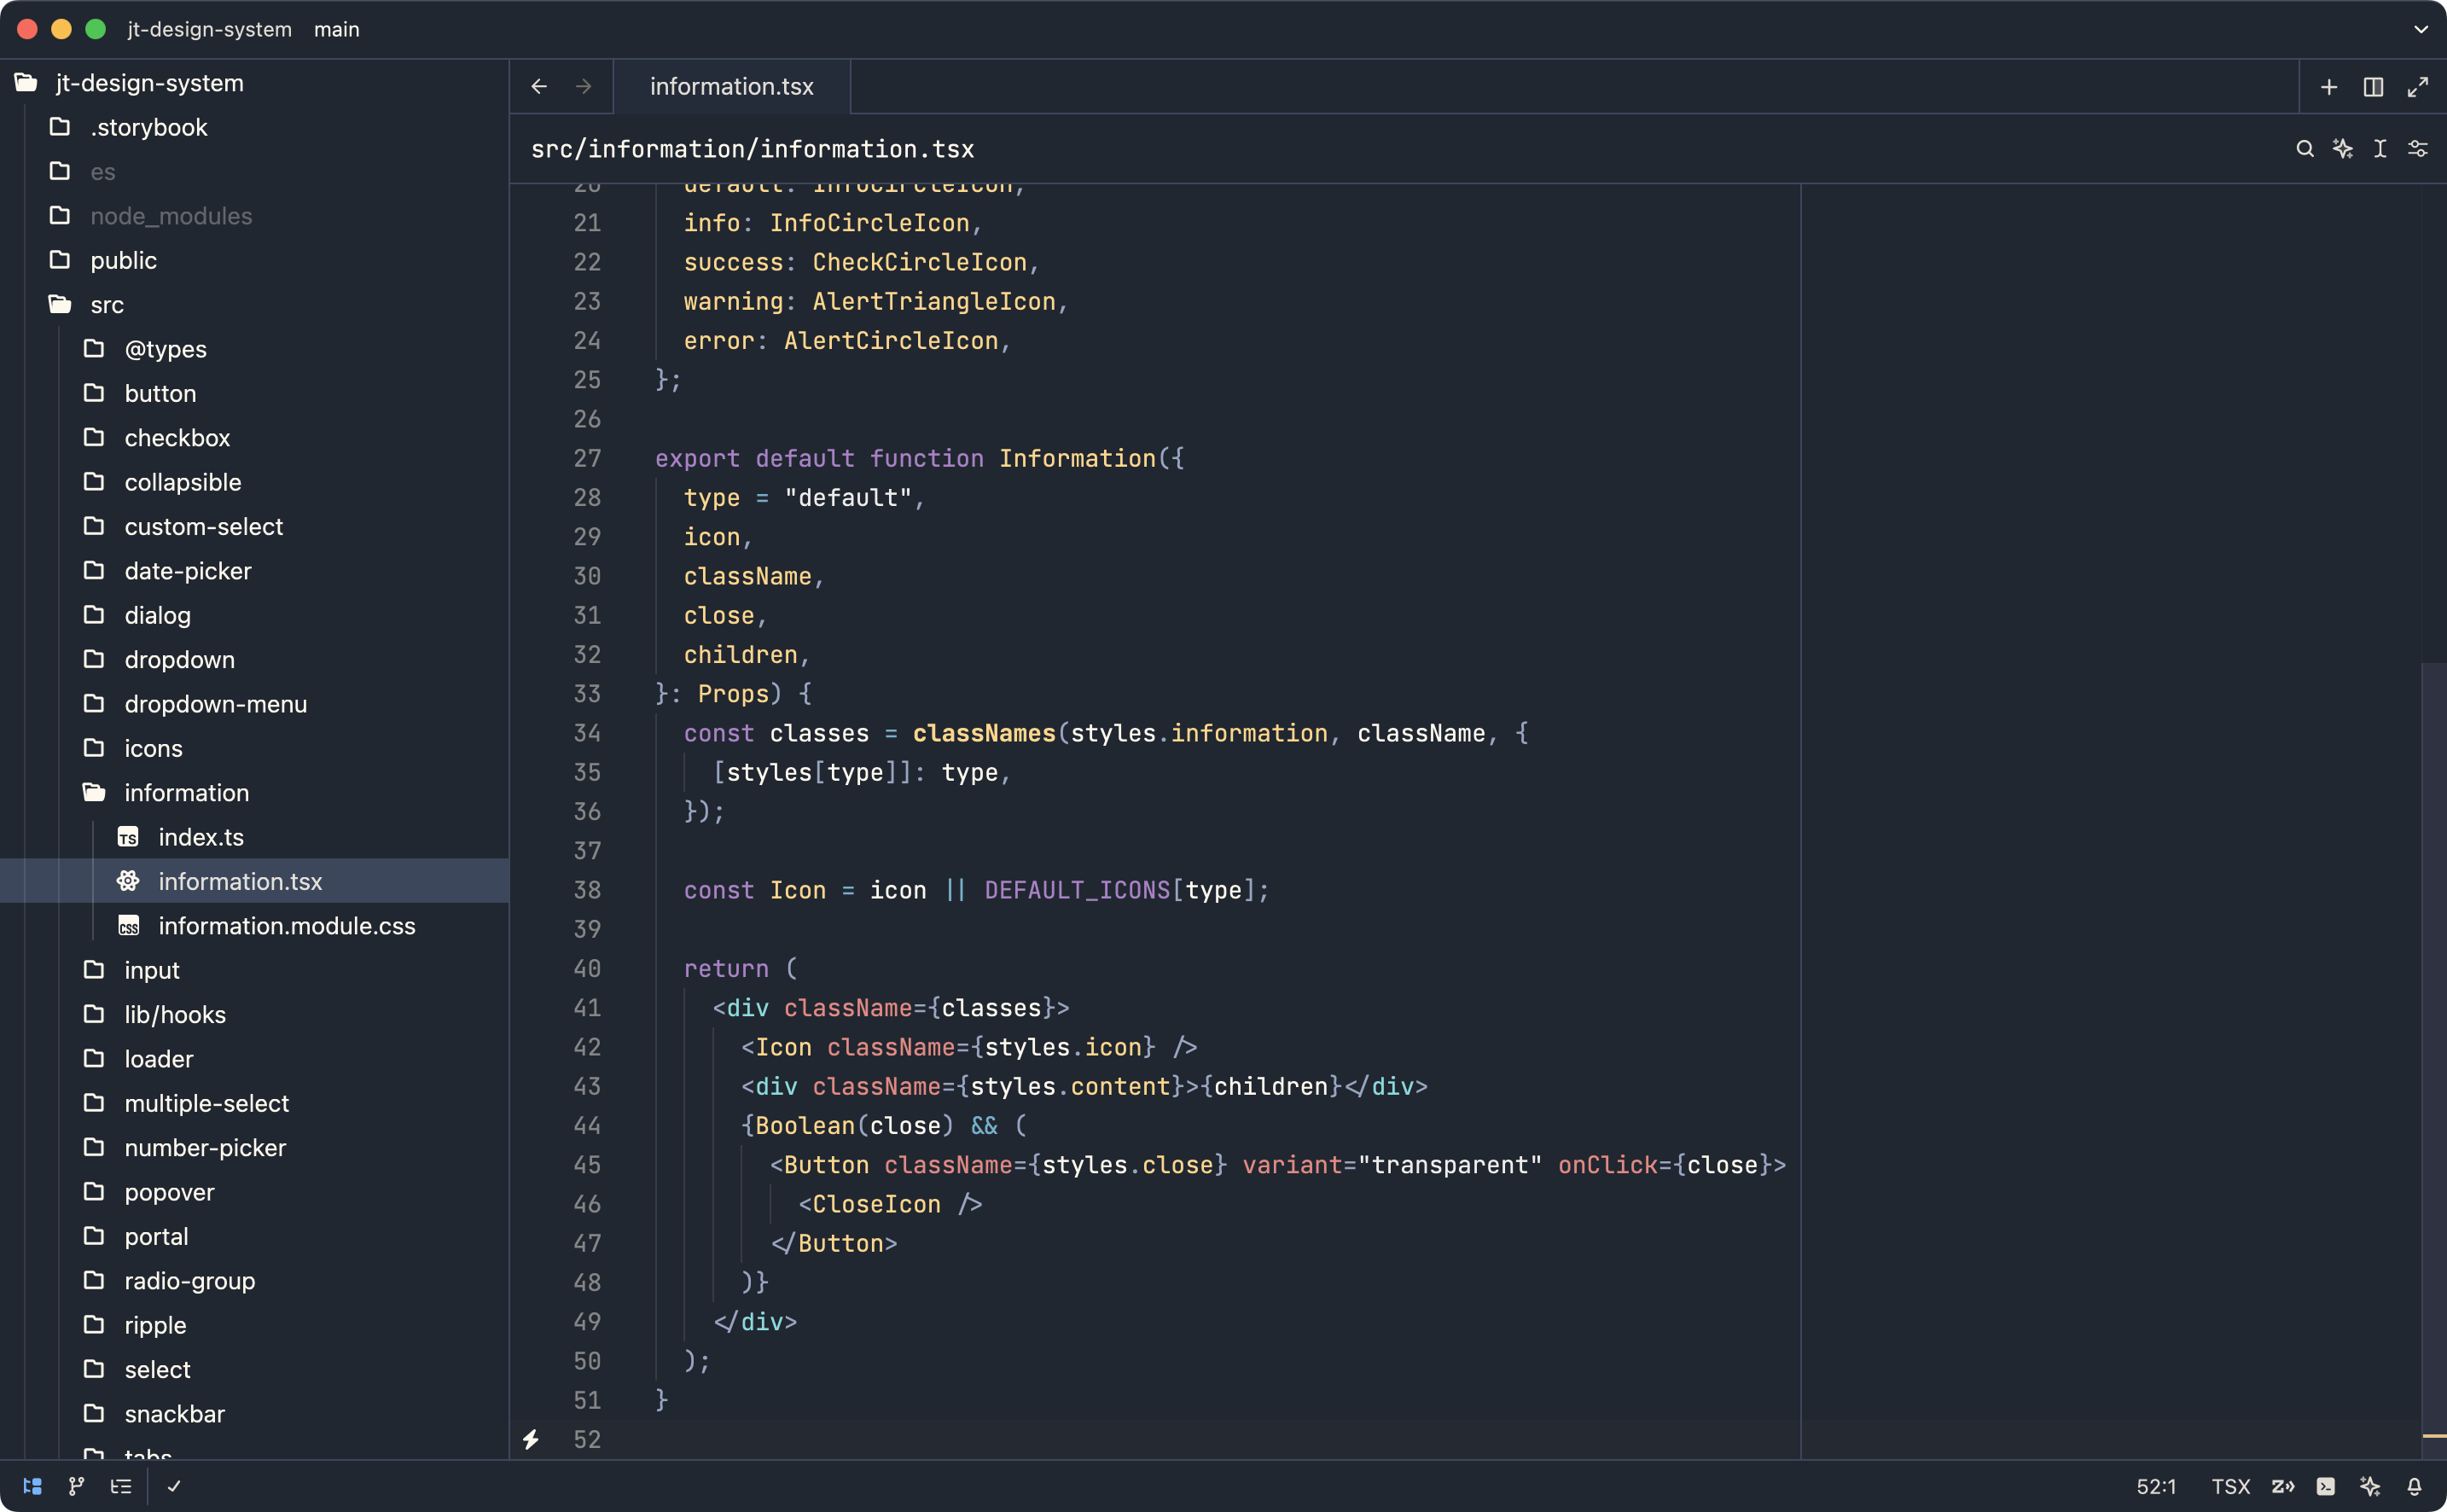 jt-design-system main
jt-design-system
.storybook
es
node_modules
public
src
@types
button
checkbox
collapsible
custom-select
date-picker
dialog
dropdown
dropdown-menu
icons
information
TS index.ts
information.tsx
CSS information.module.css
input
lib/hooks
loader
multiple-select
number-picker
popover
portal
radio-group
ripple
select
snackbar
tabs
information.tsx
src/information/information.tsx
20 default: InfoCircleIcon,
21 info: InfoCircleIcon,
22 success: CheckCircleIcon,
23 warning: AlertTriangleIcon,
24 error: AlertCircleIcon,
25 };
26
27 export default function Information({
28 type = "default",
29 icon,
30 className,
31 close,
32 children,
33 }: Props) {
34 const classes = classNames(styles.information, className, {
35 [styles[type]]: type,
36 });
37
38 const Icon = icon || DEFAULT_ICONS[type];
39
40 return (
41 <div className={classes}>
42 <Icon className={styles.icon} />
43 <div className={styles.content}>{children}</div>
44 {Boolean(close) && (
45 <Button className={styles.close} variant="transparent" onClick={close}>
46 <CloseIcon />
47 </Button>
48 )}
49 </div>
50 );
51 }
52
52:1 TSX